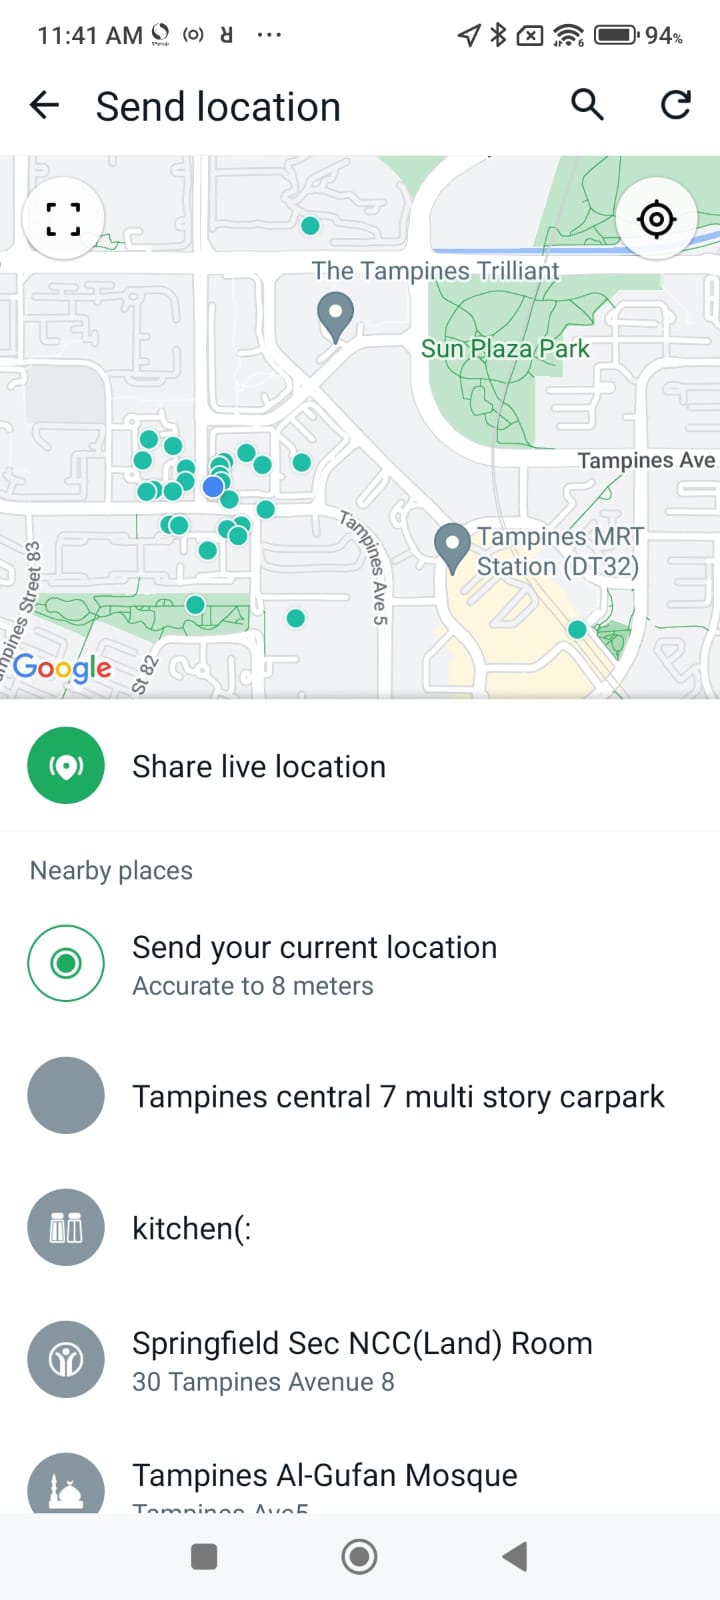 11:41 AM
94%
Send location
The Tampines Trilliant
Sun Plaza Park
Tampines Ave
Tampines MRT
Station (DT32)
Tampines Ave 5
mpines Street 83
St 82
Google
Share live location
Nearby places
Send your current location
Accurate to 8 meters
Tampines central 7 multi story carpark
kitchen(:
Springfield Sec NCC(Land) Room
30 Tampines Avenue 8
Tampines Al-Gufan Mosque
Tampines Ave5